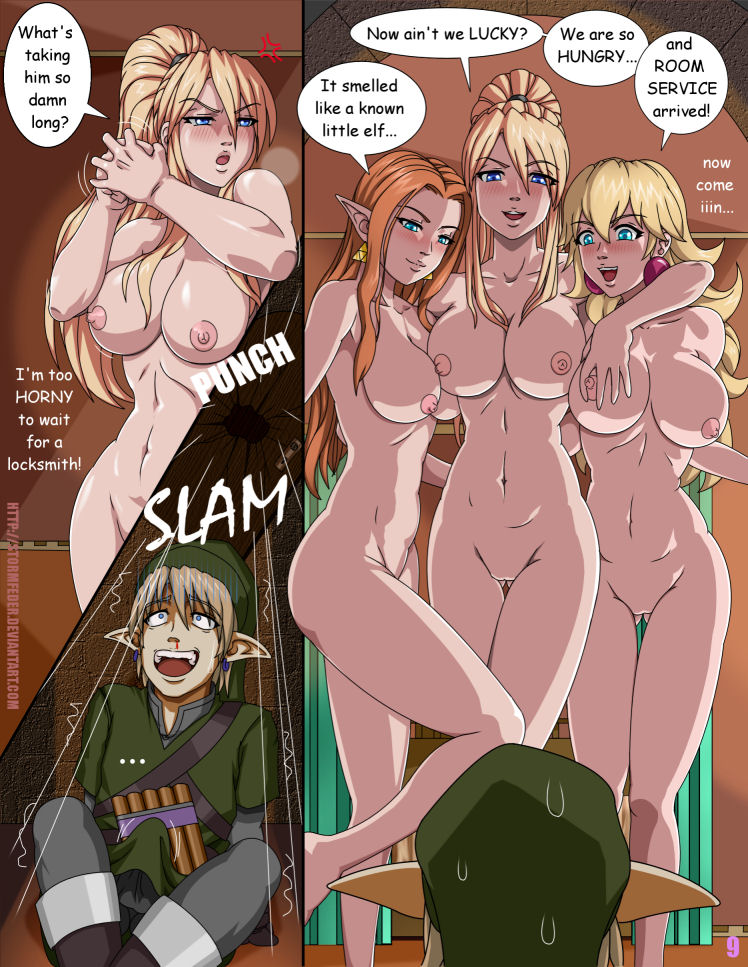 What's
taking
him so
damn
long?
I'm too
HORNY
to wait
for a
locksmith!
PUNCH
SLAM
...
HTTP://STORMFEDER.DEVIANTART.COM
Now ain't we LUCKY?
We are so
HUNGRY...
and
ROOM
SERVICE
arrived!
It smelled
like a known
little elf...
now
come
iiin...
9